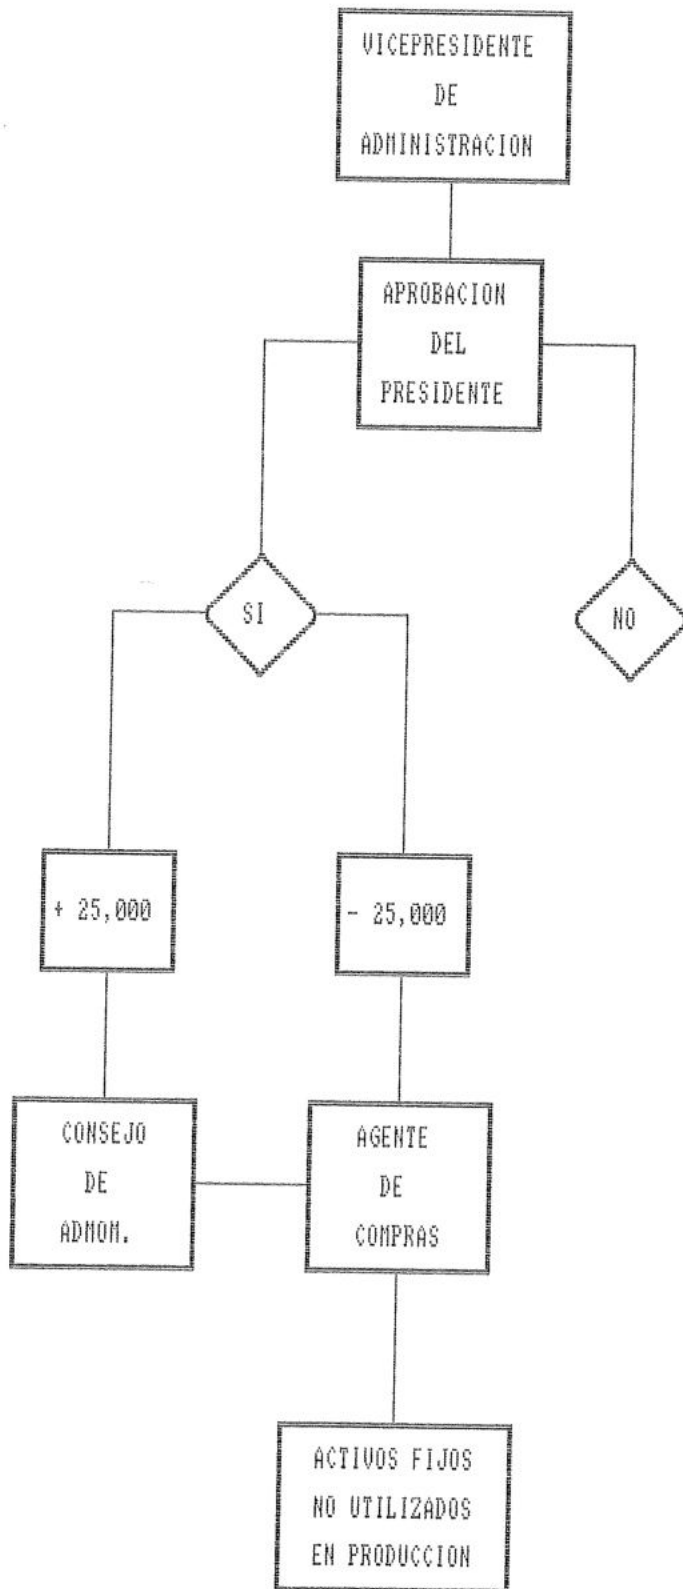 VICEPRESIDENTE
DE
ADMINISTRACION
APROBACION
DEL
PRESIDENTE
SI
NO
+ 25,000
- 25,000
CONSEJO
DE
ADMOM.
AGENTE
DE
COMPRAS
ACTIVOS FIJOS
NO UTILIZADOS
EN PRODUCCION